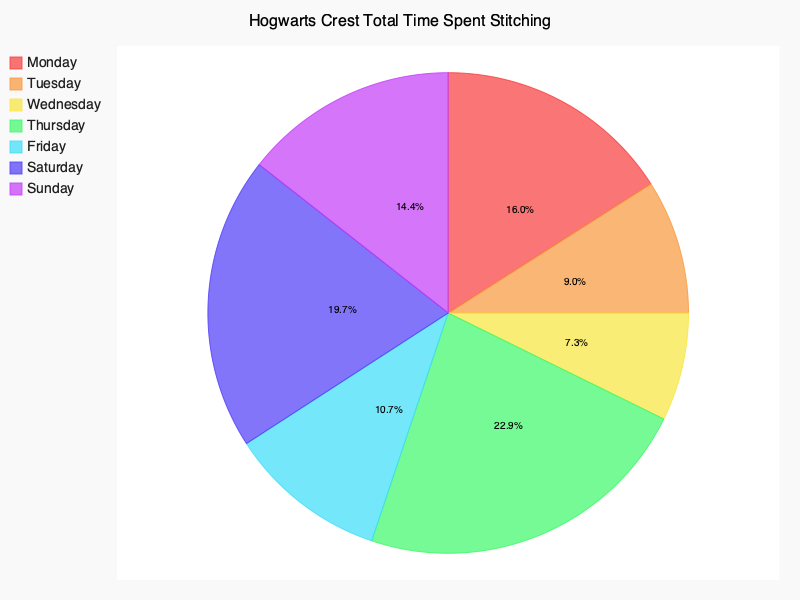 Hogwarts Crest Total Time Spent Stitching
Monday
Tuesday
Wednesday
Thursday
Friday
Saturday
Sunday
14.4%
16.0%
9.0%
19.7%
7.3%
10.7%
22.9%